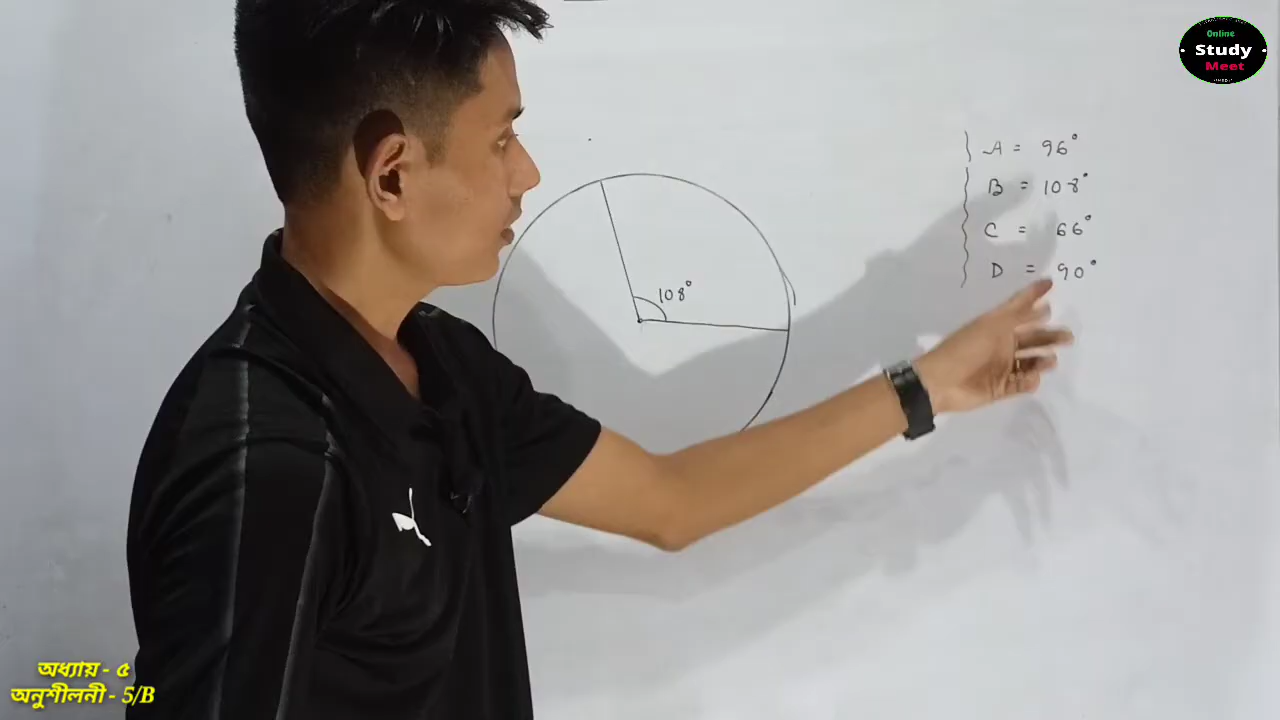 Online
Study
Meet
A = 96°
B = 108°
C = 66°
D = 90°
108°
অধ্যায় - ৫
অনুশীলনী - 5/B